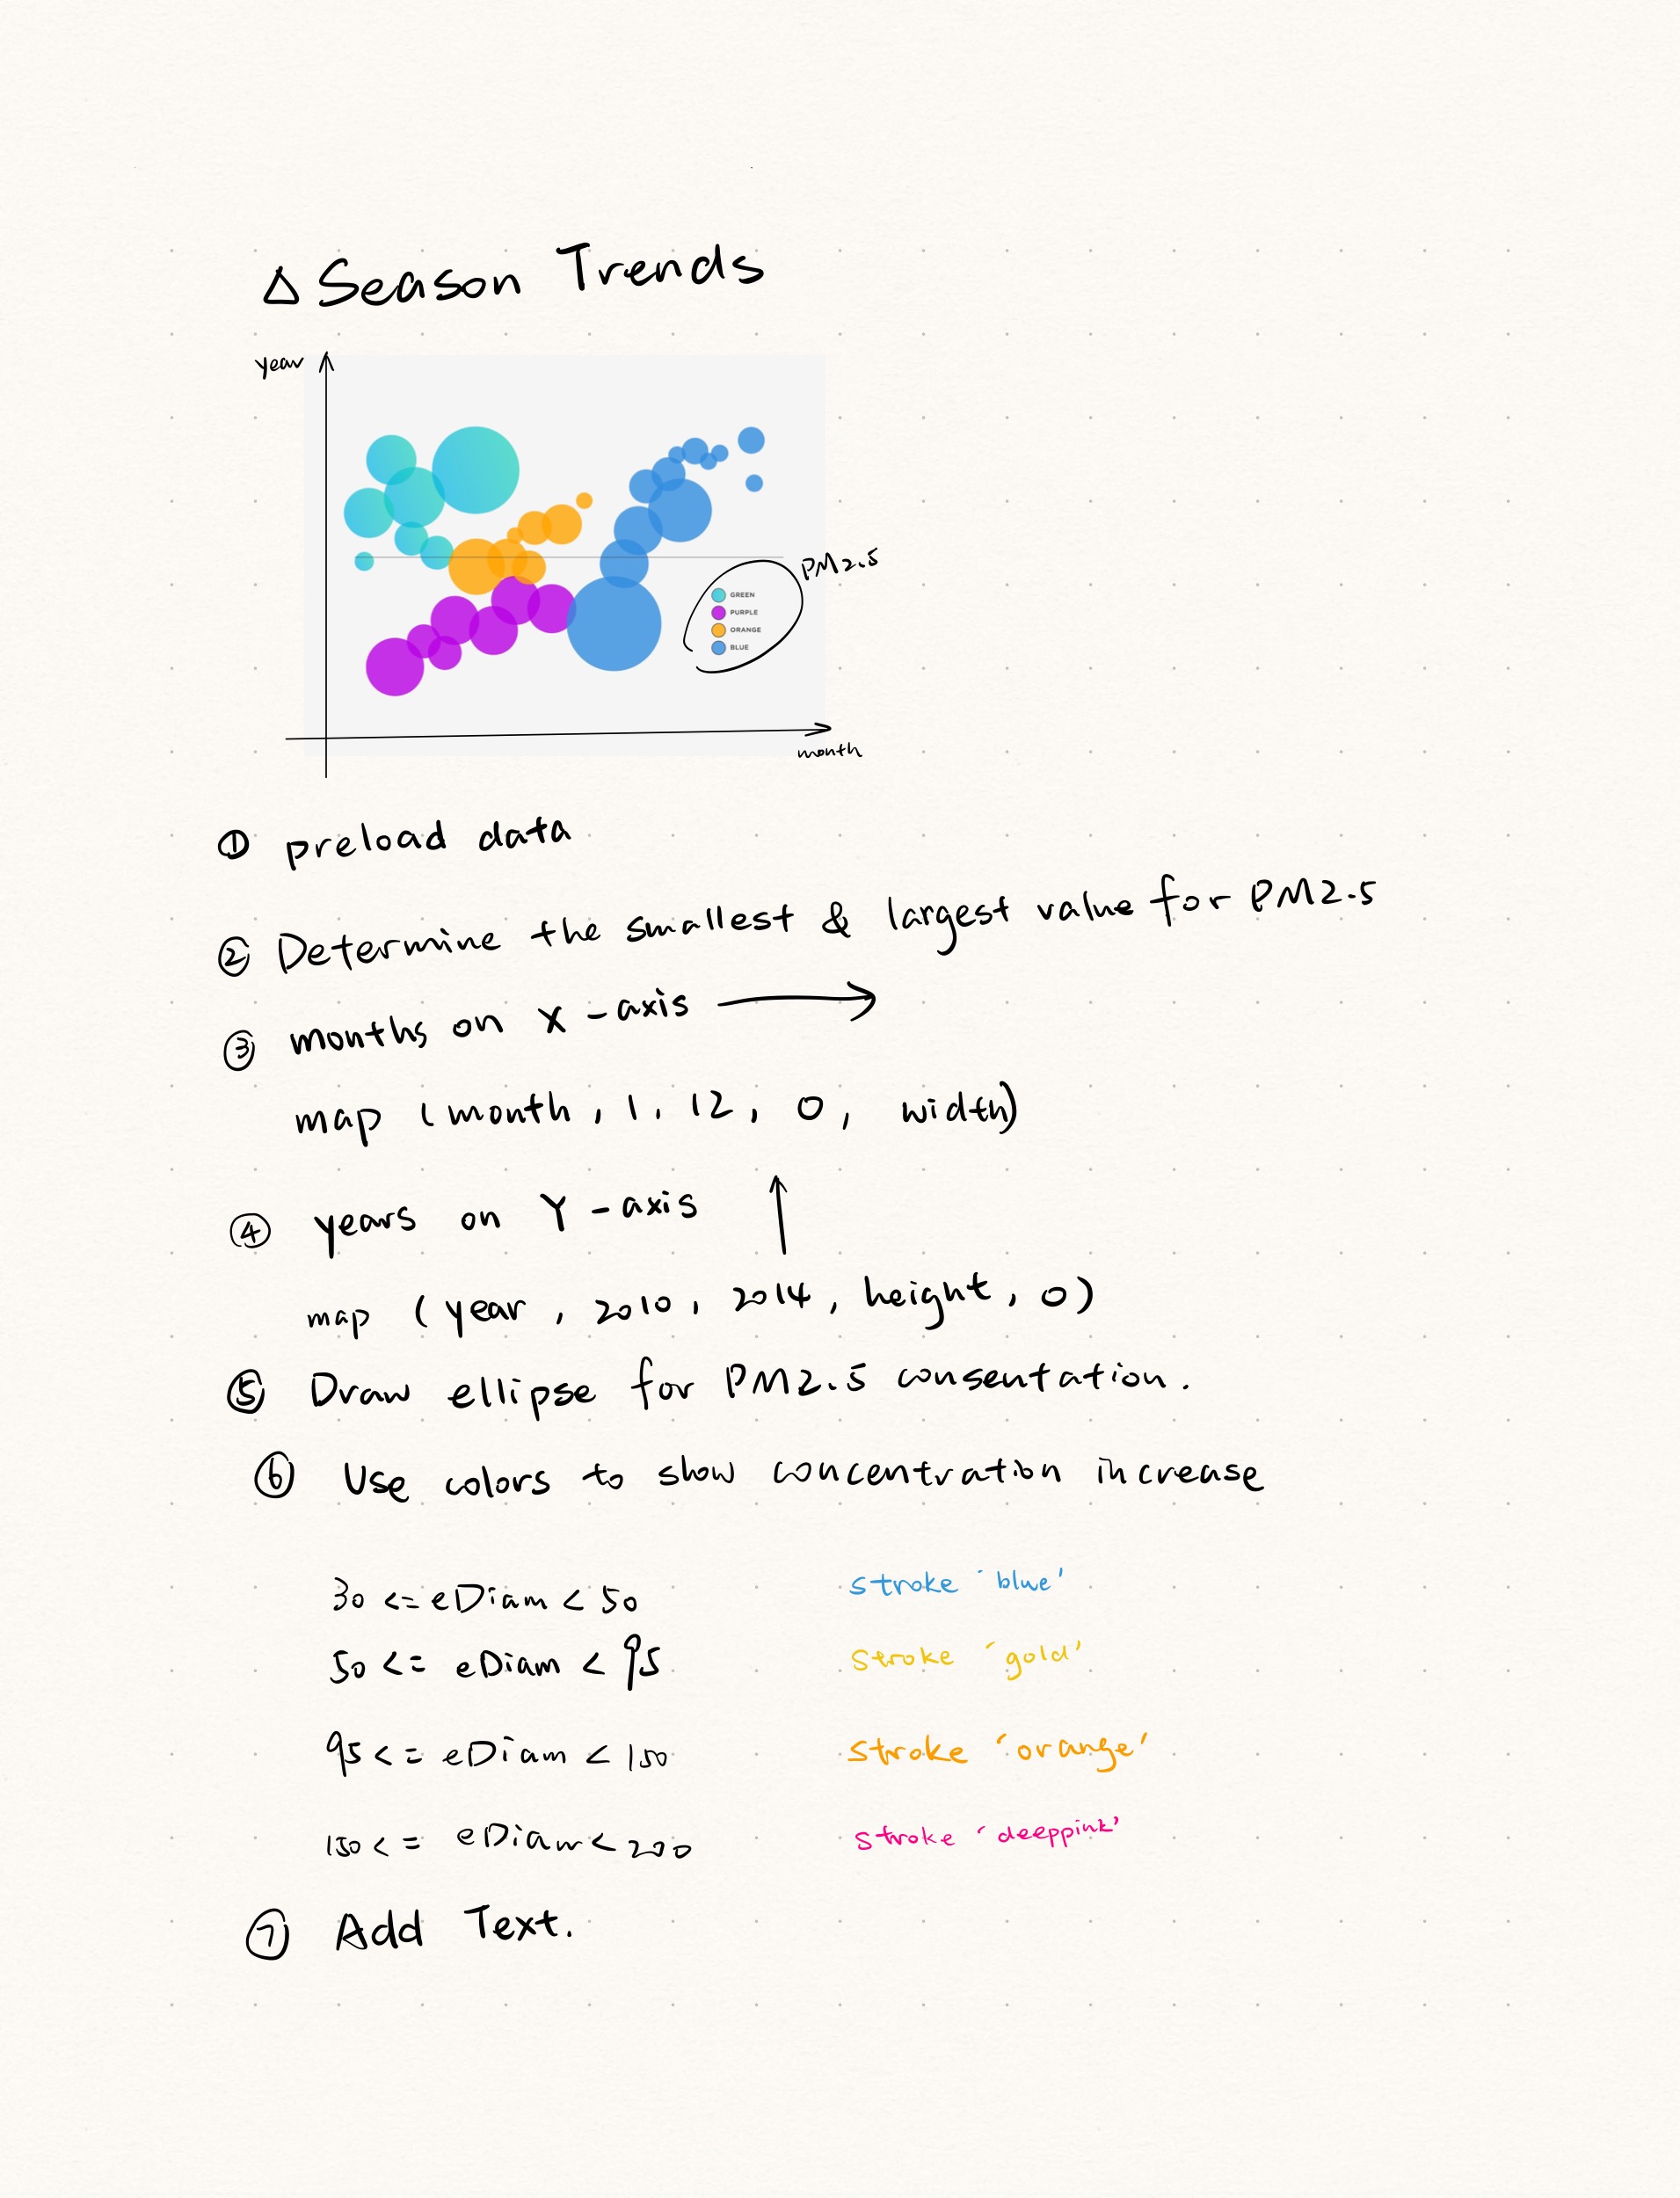 Δ Season Trends
year
PM2.5
GREEN
PURPLE
ORANGE
BLUE
month
① preload data
② Determine the smallest & largest value for PM2.5
③ months on X-axis →
map (month, 1, 12, 0, width)
④ years on Y-axis ↑
map (year, 2010, 2014, height, 0)
⑤ Draw ellipse for PM2.5 consentation.
⑥ Use colors to show concentration increase
30 <= eDiam < 50 stroke 'blue'
50 <= eDiam < 95 stroke 'gold'
95 <= eDiam < 150 stroke 'orange'
150 <= eDiam < 200 stroke 'deeppink'
⑦ Add Text.